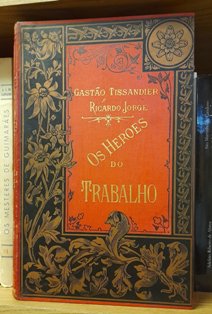 GASTÃO TISSANDIER
E
RICARDO JORGE
OS HEROES
DO
TRABALHO
OS MESTERES DE GUIMARÃES